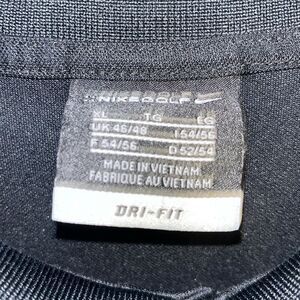 NIKEGOLF
XL TG EG
UK 46/48 I 54/56
F 54/56 D 52/54
MADE IN VIETNAM
FABRIQUE AU VIETNAM
DRI-FIT